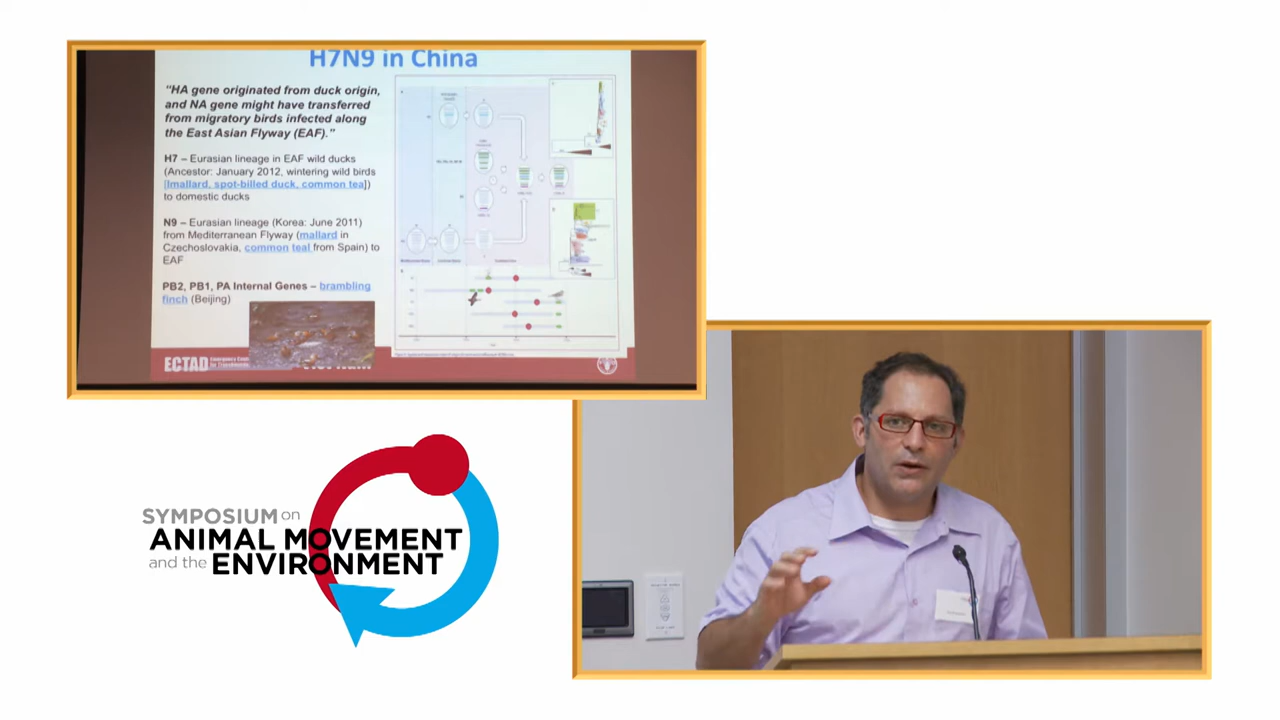 H7N9 in China
"HA gene originated from duck origin,
and NA gene might have transferred
from migratory birds infected along
the East Asian Flyway (EAF)."
H7 – Eurasian lineage in EAF wild ducks
(Ancestor: January 2012, wintering wild birds
[mallard, spot-billed duck, common tea])
to domestic ducks
N9 – Eurasian lineage (Korea: June 2011)
from Mediterranean Flyway (mallard in
Czechoslovakia, common teal from Spain) to
EAF
PB2, PB1, PA Internal Genes – brambling
finch (Beijing)
ECTAD
SYMPOSIUM on
ANIMAL MOVEMENT
and the ENVIRONMENT